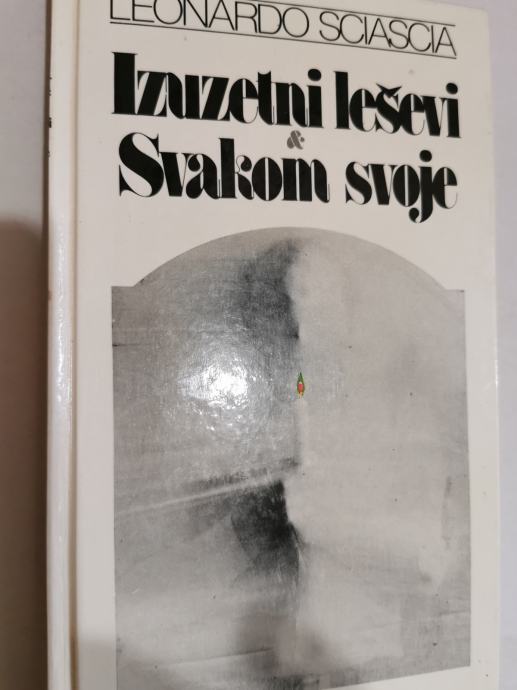 LEONARDO SCIASCIA
Izuzetni leševi
&
Svakom svoje